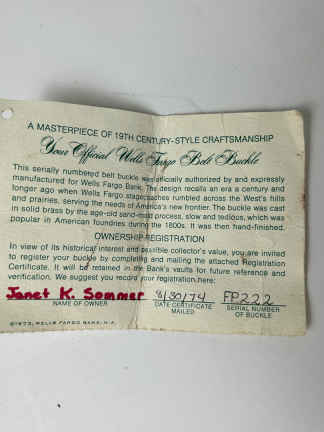 A MASTERPIECE OF 19TH CENTURY-STYLE CRAFTSMANSHIP
Your Official Wells Fargo Belt Buckle
This serially numbered belt buckle was officially authorized by and expressly
manufactured for Wells Fargo Bank. The design recalls an era a century and
longer ago when Wells Fargo stagecoaches rumbled across the West's hills
and prairies, serving the needs of America's new frontier. The buckle was cast
in solid brass by the age-old sand-mold process, slow and tedious, which was
popular in American foundries during the 1800s. It was then hand-finished.
OWNERSHIP REGISTRATION
In view of its historical interest and possible collector's value, you are invited
to register your buckle by completing and mailing the attached Registration
Certificate. It will be retained in the Bank's vaults for future reference and
verification. We suggest you record your registration here:
Janet K. Sommer 8/30/74 FP222
NAME OF OWNER DATE CERTIFICATE MAILED SERIAL NUMBER OF BUCKLE
©1973, WELLS FARGO BANK, N.A.